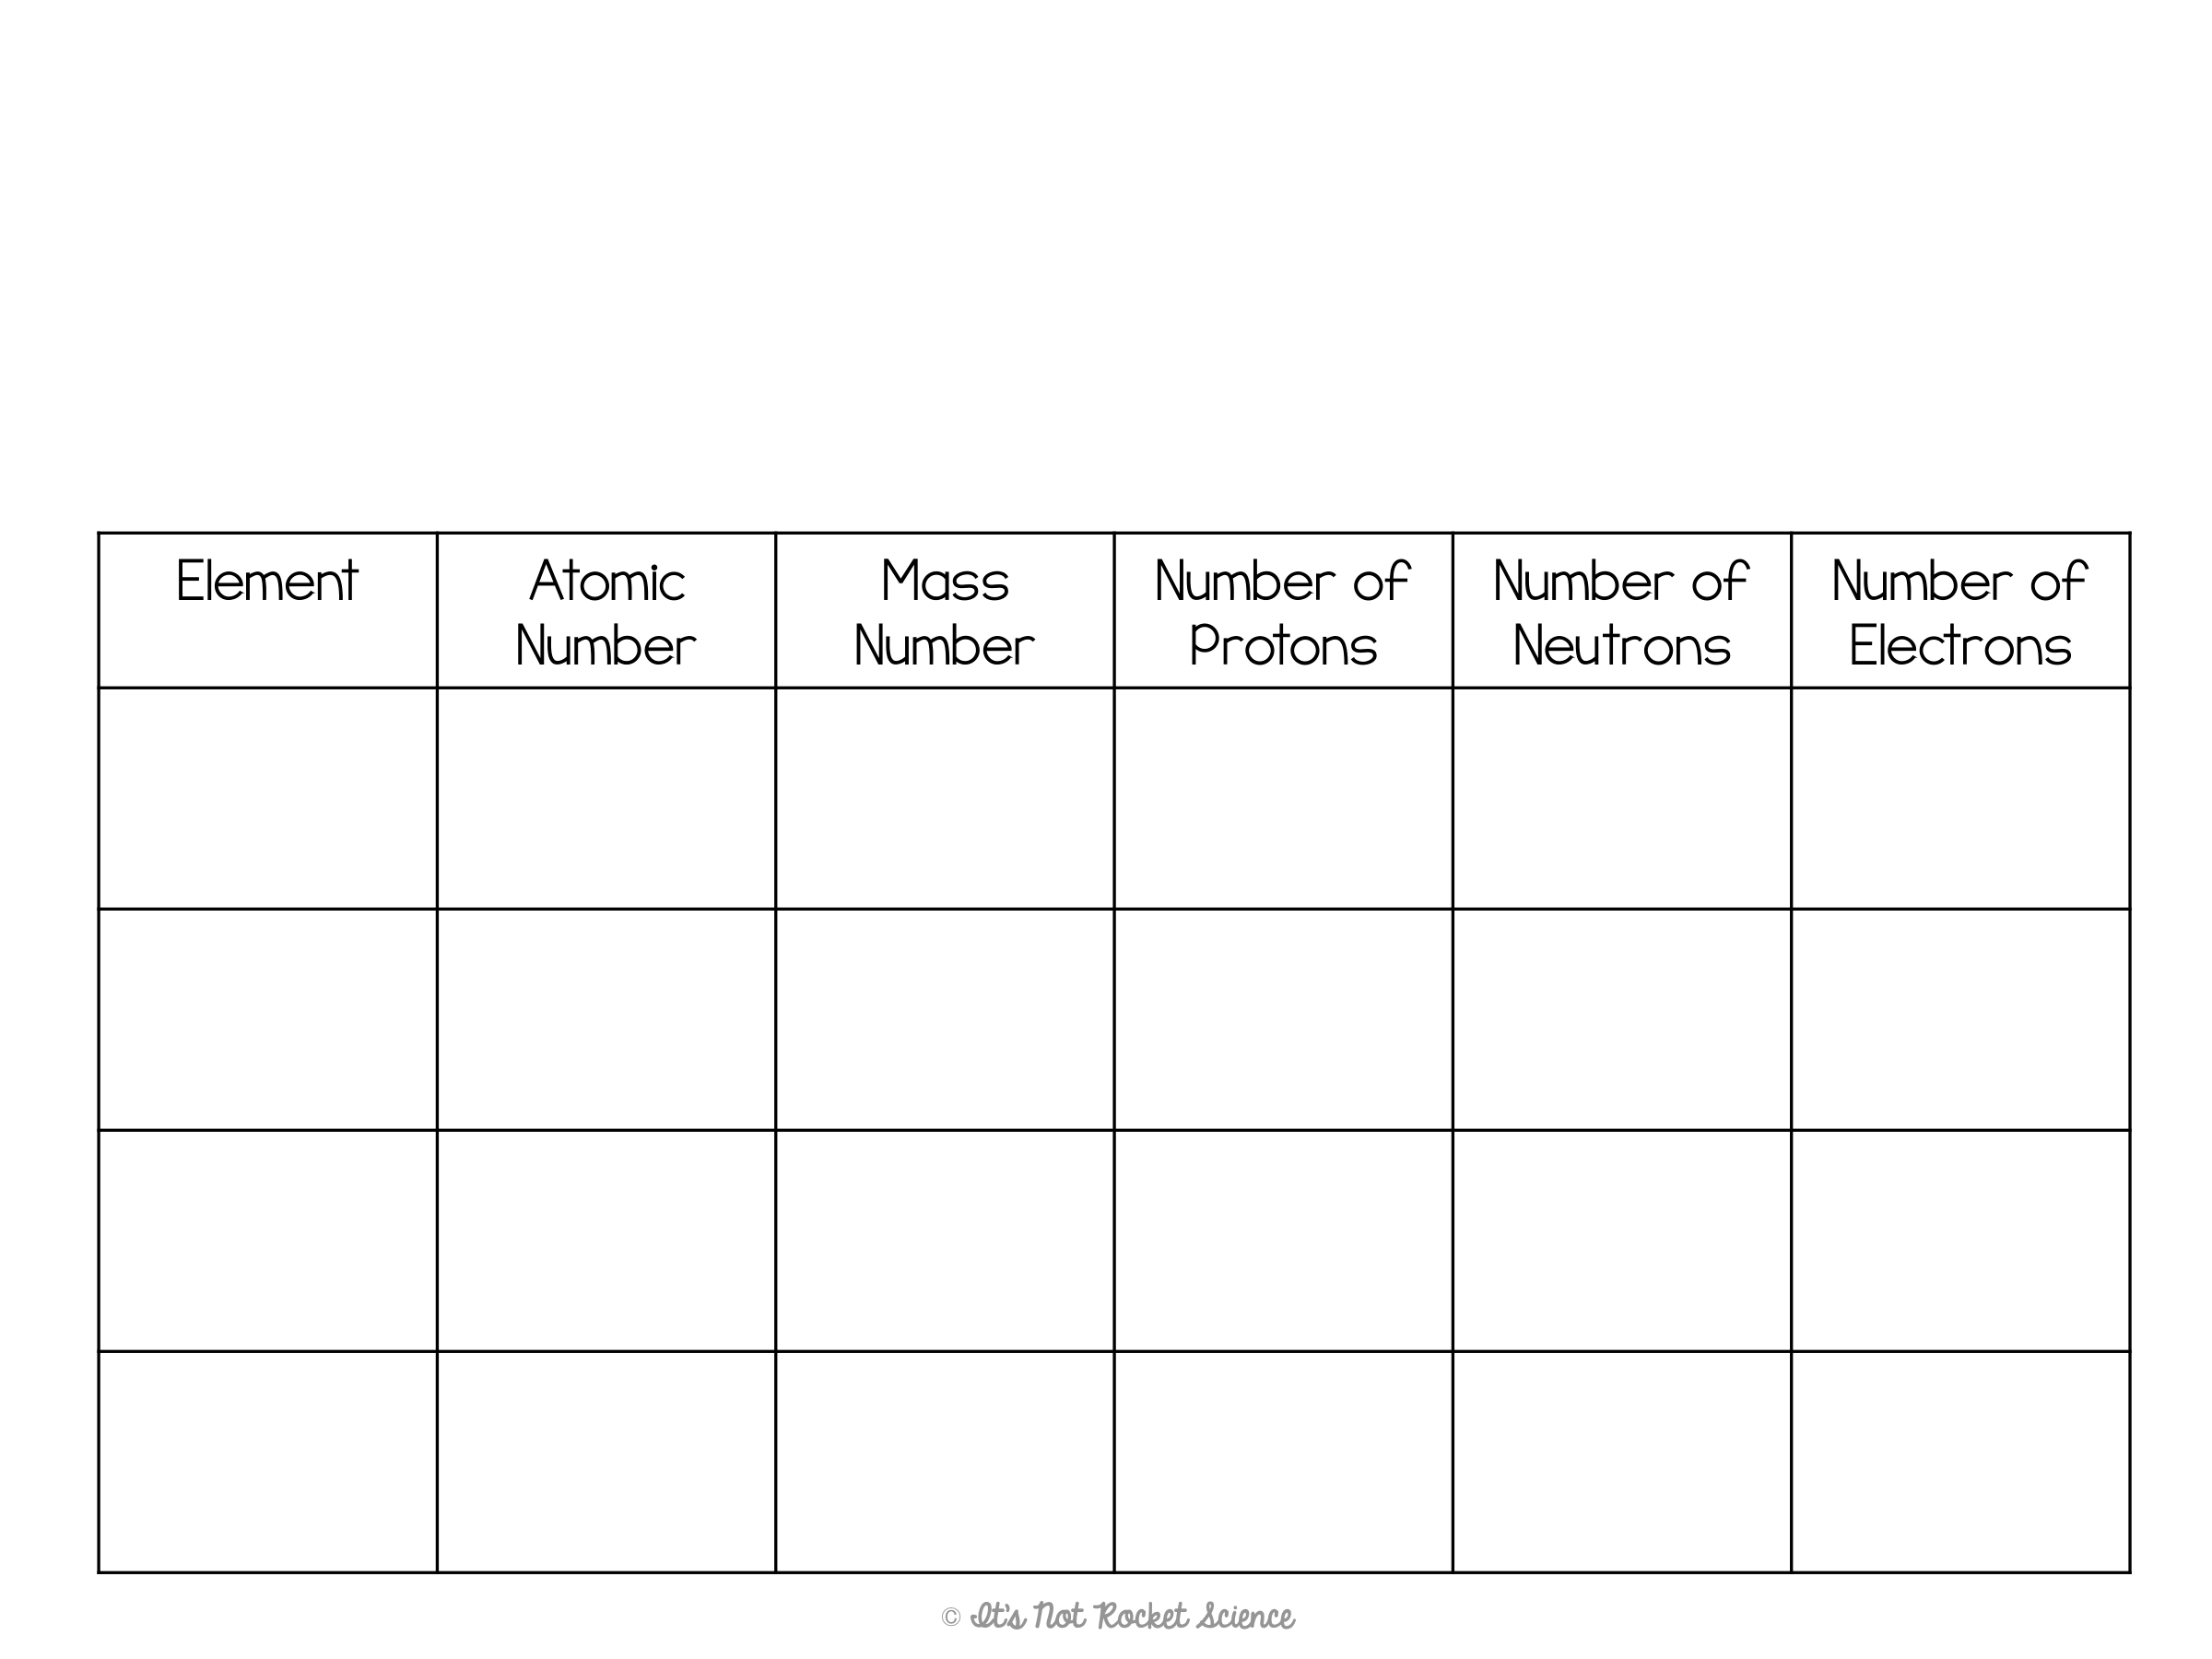 Element
Atomic Number
Mass Number
Number of Protons
Number of Neutrons
Number of Electrons
© It's Not Rocket Science